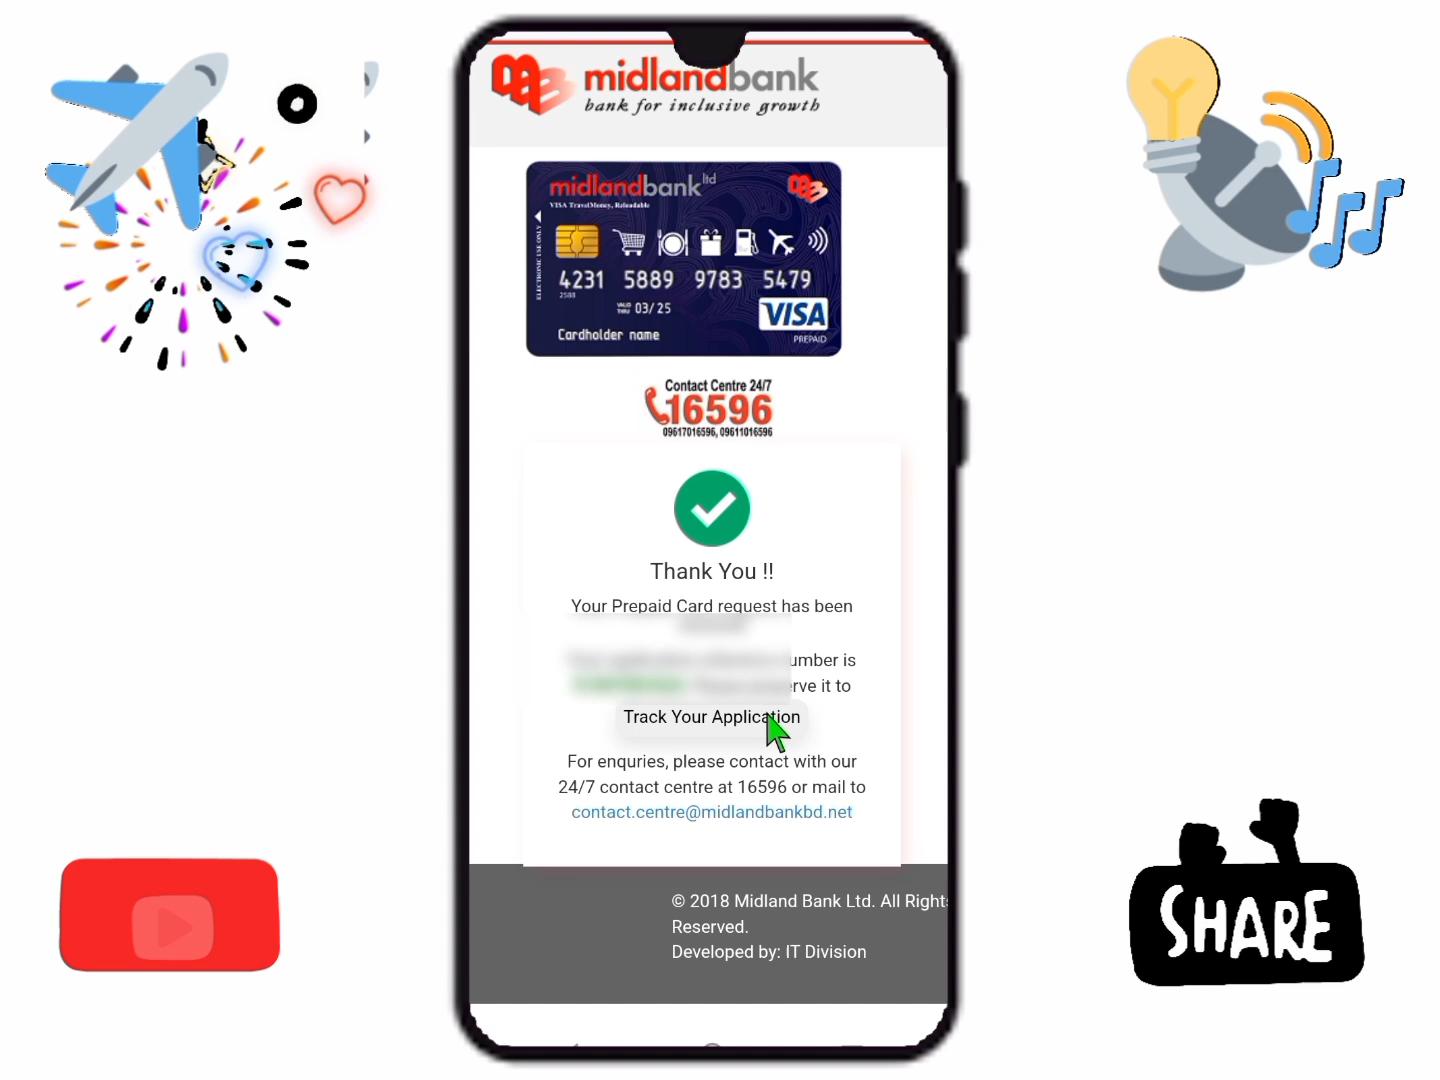 midlandbank
bank for inclusive growth
midlandbank ltd
VISA TravelMoney, Reloadable
ELECTRONIC USE ONLY
4231 5889 9783 5479
2588
VALID THRU 03/25
VISA
Cardholder name
PREPAID
Contact Centre 24/7
16596
09617016596, 09611016596
Thank You !!
Your Prepaid Card request has been
umber is
rve it to
Track Your Application
For enquries, please contact with our
24/7 contact centre at 16596 or mail to
contact.centre@midlandbankbd.net
© 2018 Midland Bank Ltd. All Rights
Reserved.
Developed by: IT Division
SHARE